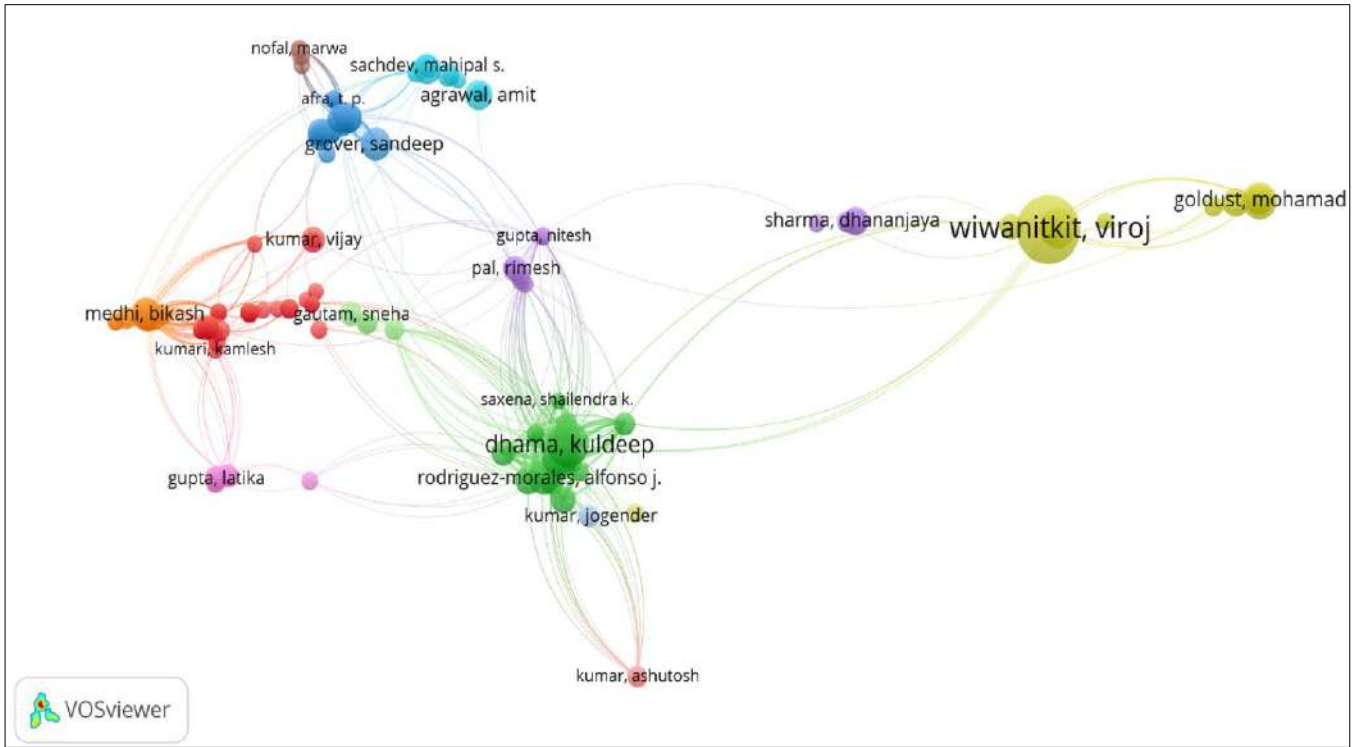 nofal, marwa
sachdev, mahipal s.
afra, t. p.
agrawal, amit
grover, sandeep
goldust, mohamad
sharma, dhananjaya
wiwanitkit, viroj
kumar, vijay
gupta, nitesh
pal, rimesh
medhi, bikash
gautam, sneha
kumari, kamlesh
saxena, shailendra k.
dhama, kuldeep
gupta, latika
rodriguez-morales, alfonso j.
kumar, jogender
kumar, ashutosh
VOSviewer